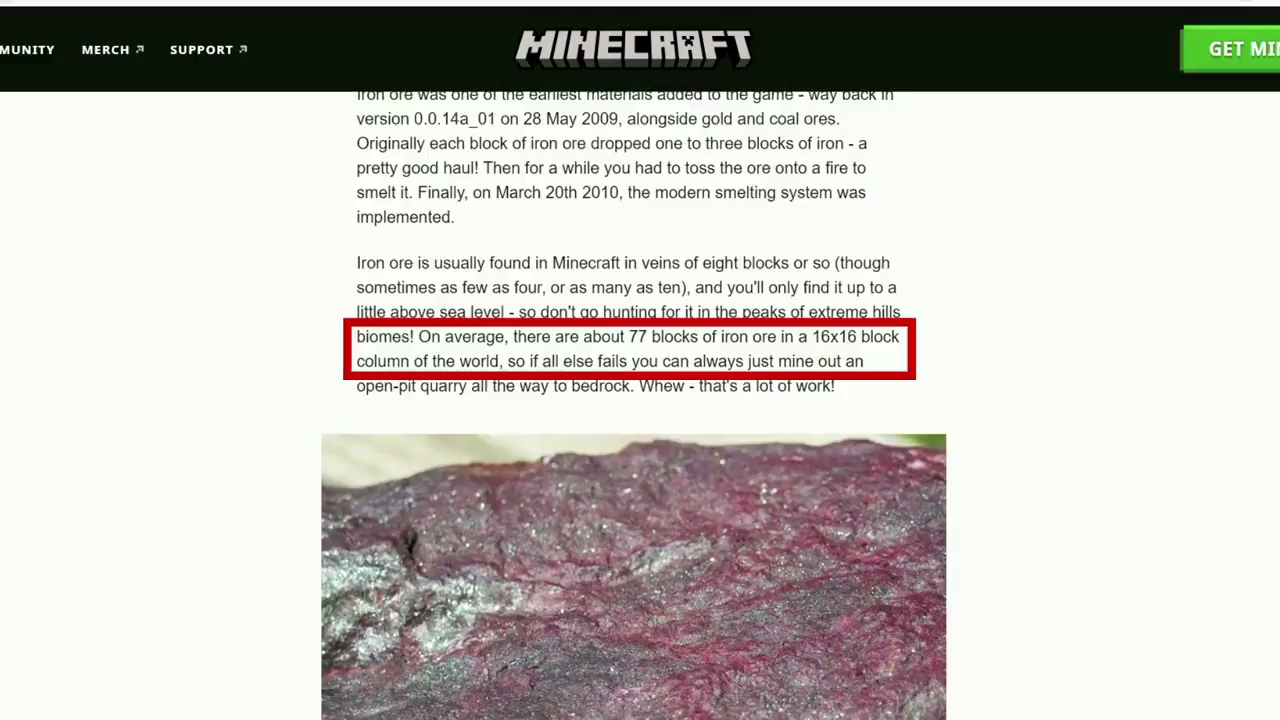 MUNITY MERCH SUPPORT MINECRAFT GET MI
Iron ore was one of the earliest materials added to the game - way back in
version 0.0.14a_01 on 28 May 2009, alongside gold and coal ores.
Originally each block of iron ore dropped one to three blocks of iron - a
pretty good haul! Then for a while you had to toss the ore onto a fire to
smelt it. Finally, on March 20th 2010, the modern smelting system was
implemented.
Iron ore is usually found in Minecraft in veins of eight blocks or so (though
sometimes as few as four, or as many as ten), and you'll only find it up to a
little above sea level - so don't go hunting for it in the peaks of extreme hills
biomes! On average, there are about 77 blocks of iron ore in a 16x16 block
column of the world, so if all else fails you can always just mine out an
open-pit quarry all the way to bedrock. Whew - that's a lot of work!